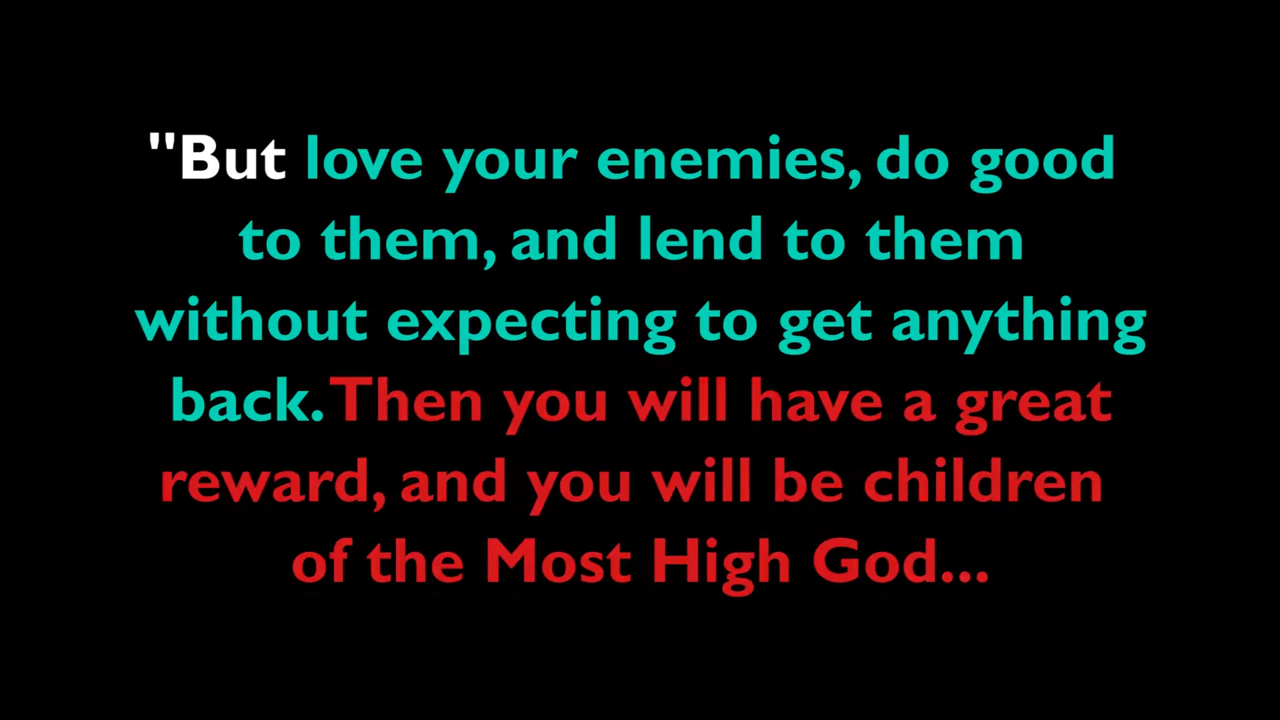 "But love your enemies, do good
to them, and lend to them
without expecting to get anything
back. Then you will have a great
reward, and you will be children
of the Most High God...